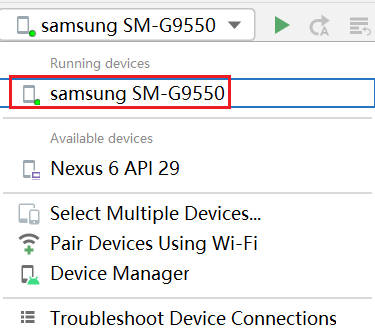 samsung SM-G9550
Running devices
samsung SM-G9550
Available devices
Nexus 6 API 29
Select Multiple Devices...
Pair Devices Using Wi-Fi
Device Manager
Troubleshoot Device Connections